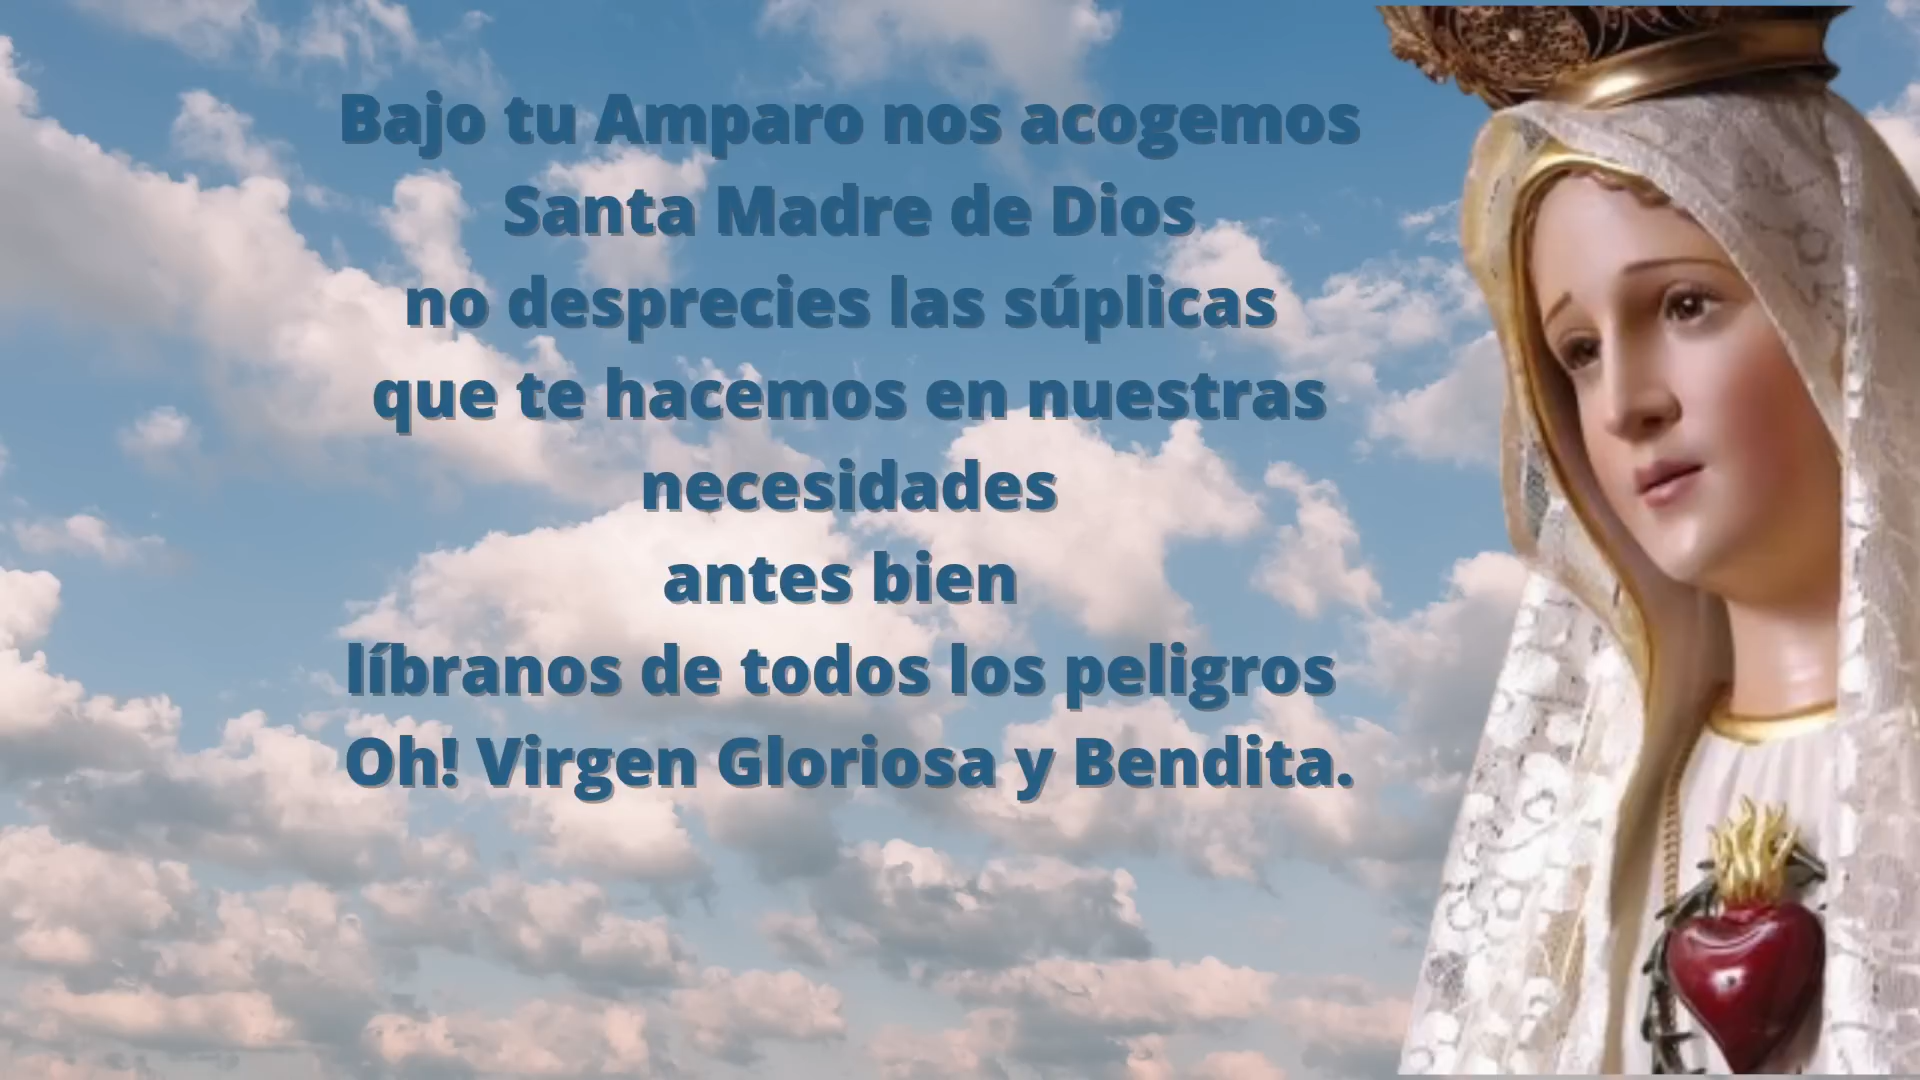 Bajo tu Amparo nos acogemos
Santa Madre de Dios
no desprecies las súplicas
que te hacemos en nuestras
necesidades
antes bien
líbranos de todos los peligros
Oh! Virgen Gloriosa y Bendita.